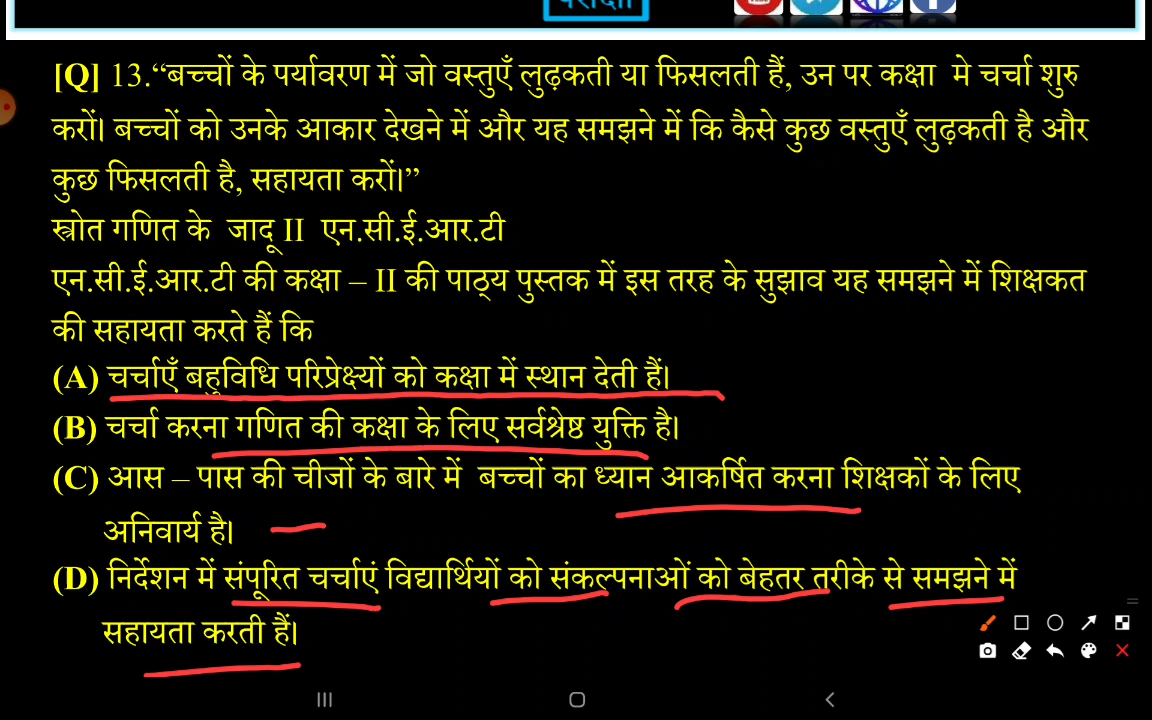 परीक्षा
[Q] 13.“बच्चों के पर्यावरण में जो वस्तुएँ लुढ़कती या फिसलती हैं, उन पर कक्षा मे चर्चा शुरु
करों। बच्चों को उनके आकार देखने में और यह समझने में कि कैसे कुछ वस्तुएँ लुढ़कती है और
कुछ फिसलती है, सहायता करों।”
स्त्रोत गणित के जादू II एन.सी.ई.आर.टी
एन.सी.ई.आर.टी की कक्षा – II की पाठ्य पुस्तक में इस तरह के सुझाव यह समझने में शिक्षकत
की सहायता करते हैं कि
(A) चर्चाएँ बहुविधि परिप्रेक्ष्यों को कक्षा में स्थान देती हैं।
(B) चर्चा करना गणित की कक्षा के लिए सर्वश्रेष्ठ युक्ति है।
(C) आस – पास की चीजों के बारे में बच्चों का ध्यान आकर्षित करना शिक्षकों के लिए
अनिवार्य है।
(D) निर्देशन में संपूरित चर्चाएं विद्यार्थियों को संकल्पनाओं को बेहतर तरीके से समझने में
सहायता करती हैं।